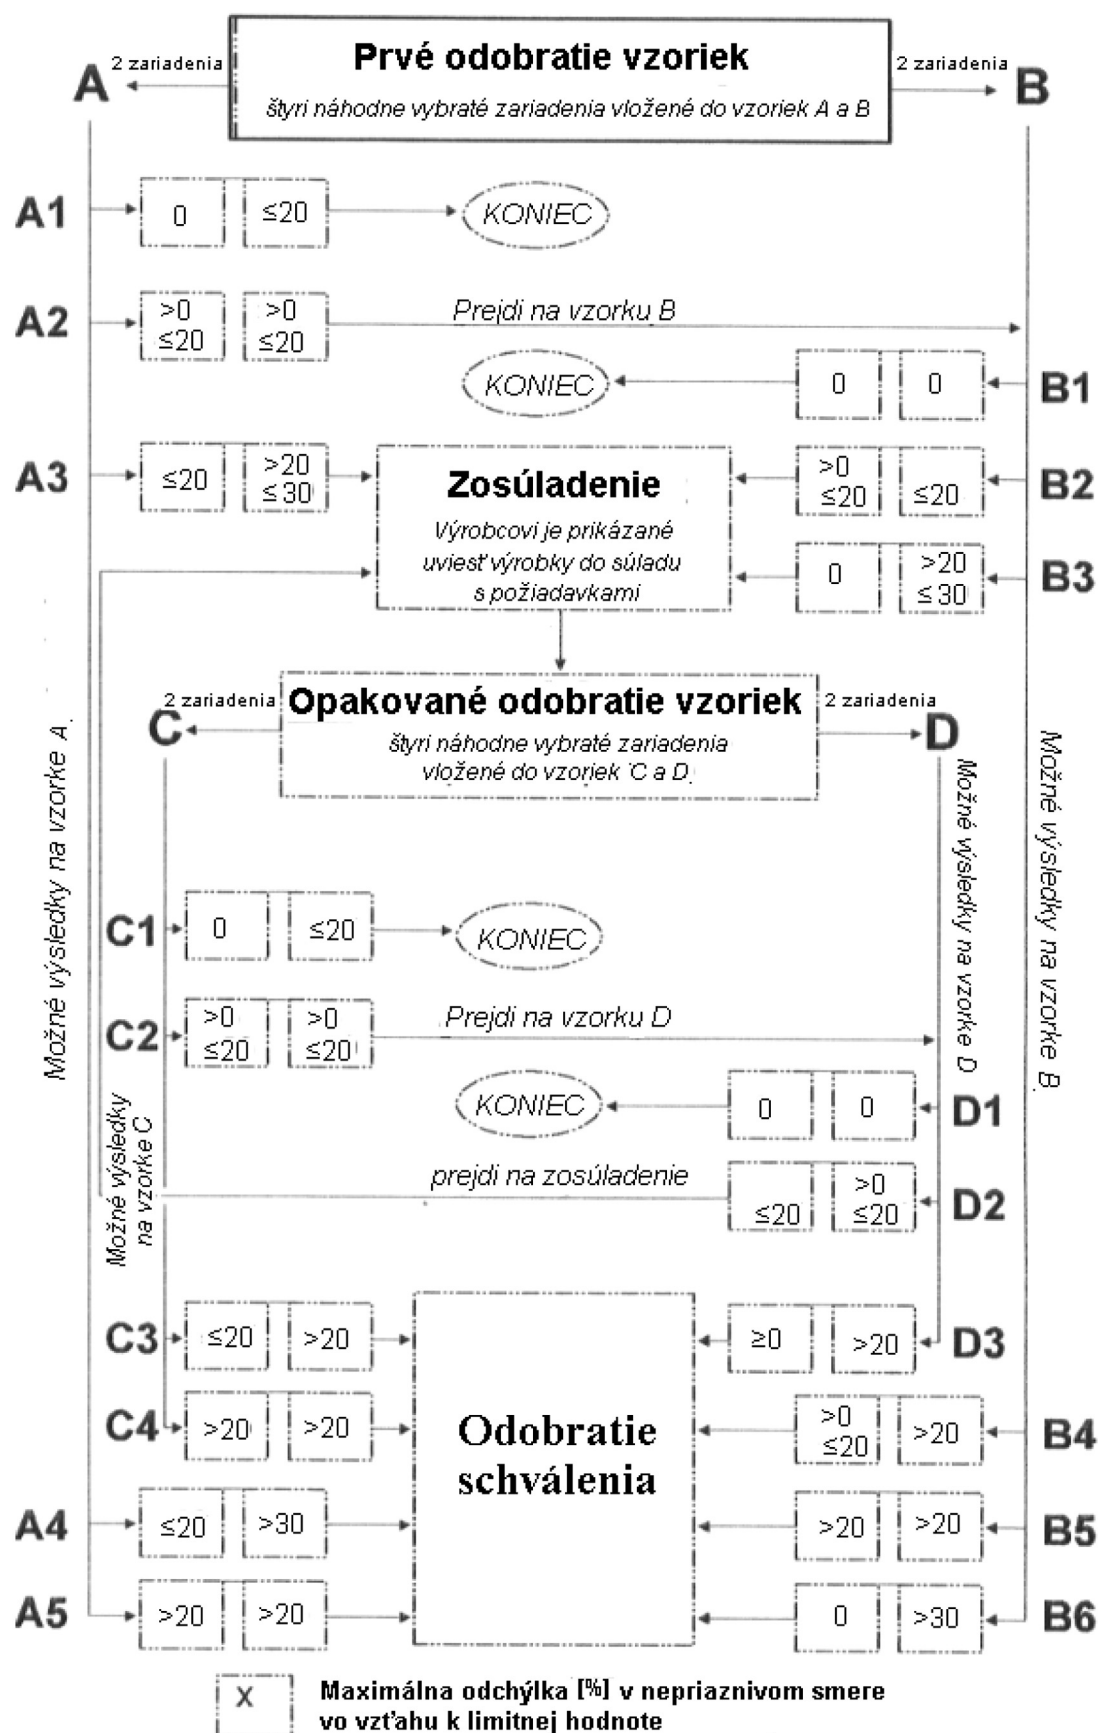 Prvé odobratie vzoriek
štyri náhodne vybraté zariadenia vložené do vzoriek A a B
A
2 zariadenia
2 zariadenia
B
A1
0
≤20
KONIEC
A2
>0
≤20
>0
≤20
Prejdi na vzorku B
KONIEC
0
0
B1
A3
≤20
>20
≤30
Zosúladenie
Výrobcovi je prikázané
uviesť výrobky do súladu
s požiadavkami
>0
≤20
≤20
B2
0
>20
≤30
B3
2 zariadenia
Opakované odobratie vzoriek
2 zariadenia
C
štyri náhodne vybraté zariadenia
vložené do vzoriek C a D
D
Možné výsledky na vzorke A
Možné výsledky na vzorke D
Možné výsledky na vzorke B
C1
0
≤20
KONIEC
C2
>0
≤20
>0
≤20
Prejdi na vzorku D
KONIEC
0
0
D1
Možné výsledky
na vzorke C
prejdi na zosúladenie
≤20
>0
≤20
D2
C3
≤20
>20
≥0
>20
D3
C4
>20
>20
Odobratie
schválenia
>0
≤20
>20
B4
A4
≤20
>30
>20
>20
B5
A5
>20
>20
0
>30
B6
X
Maximálna odchýlka [%] v nepriaznivom smere
vo vzťahu k limitnej hodnote